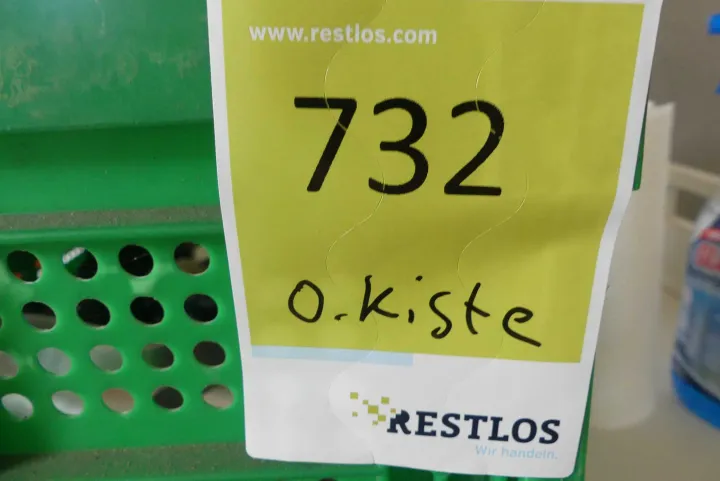 www.restlos.com
732
O. Kiste
RESTLOS
Wir handeln.